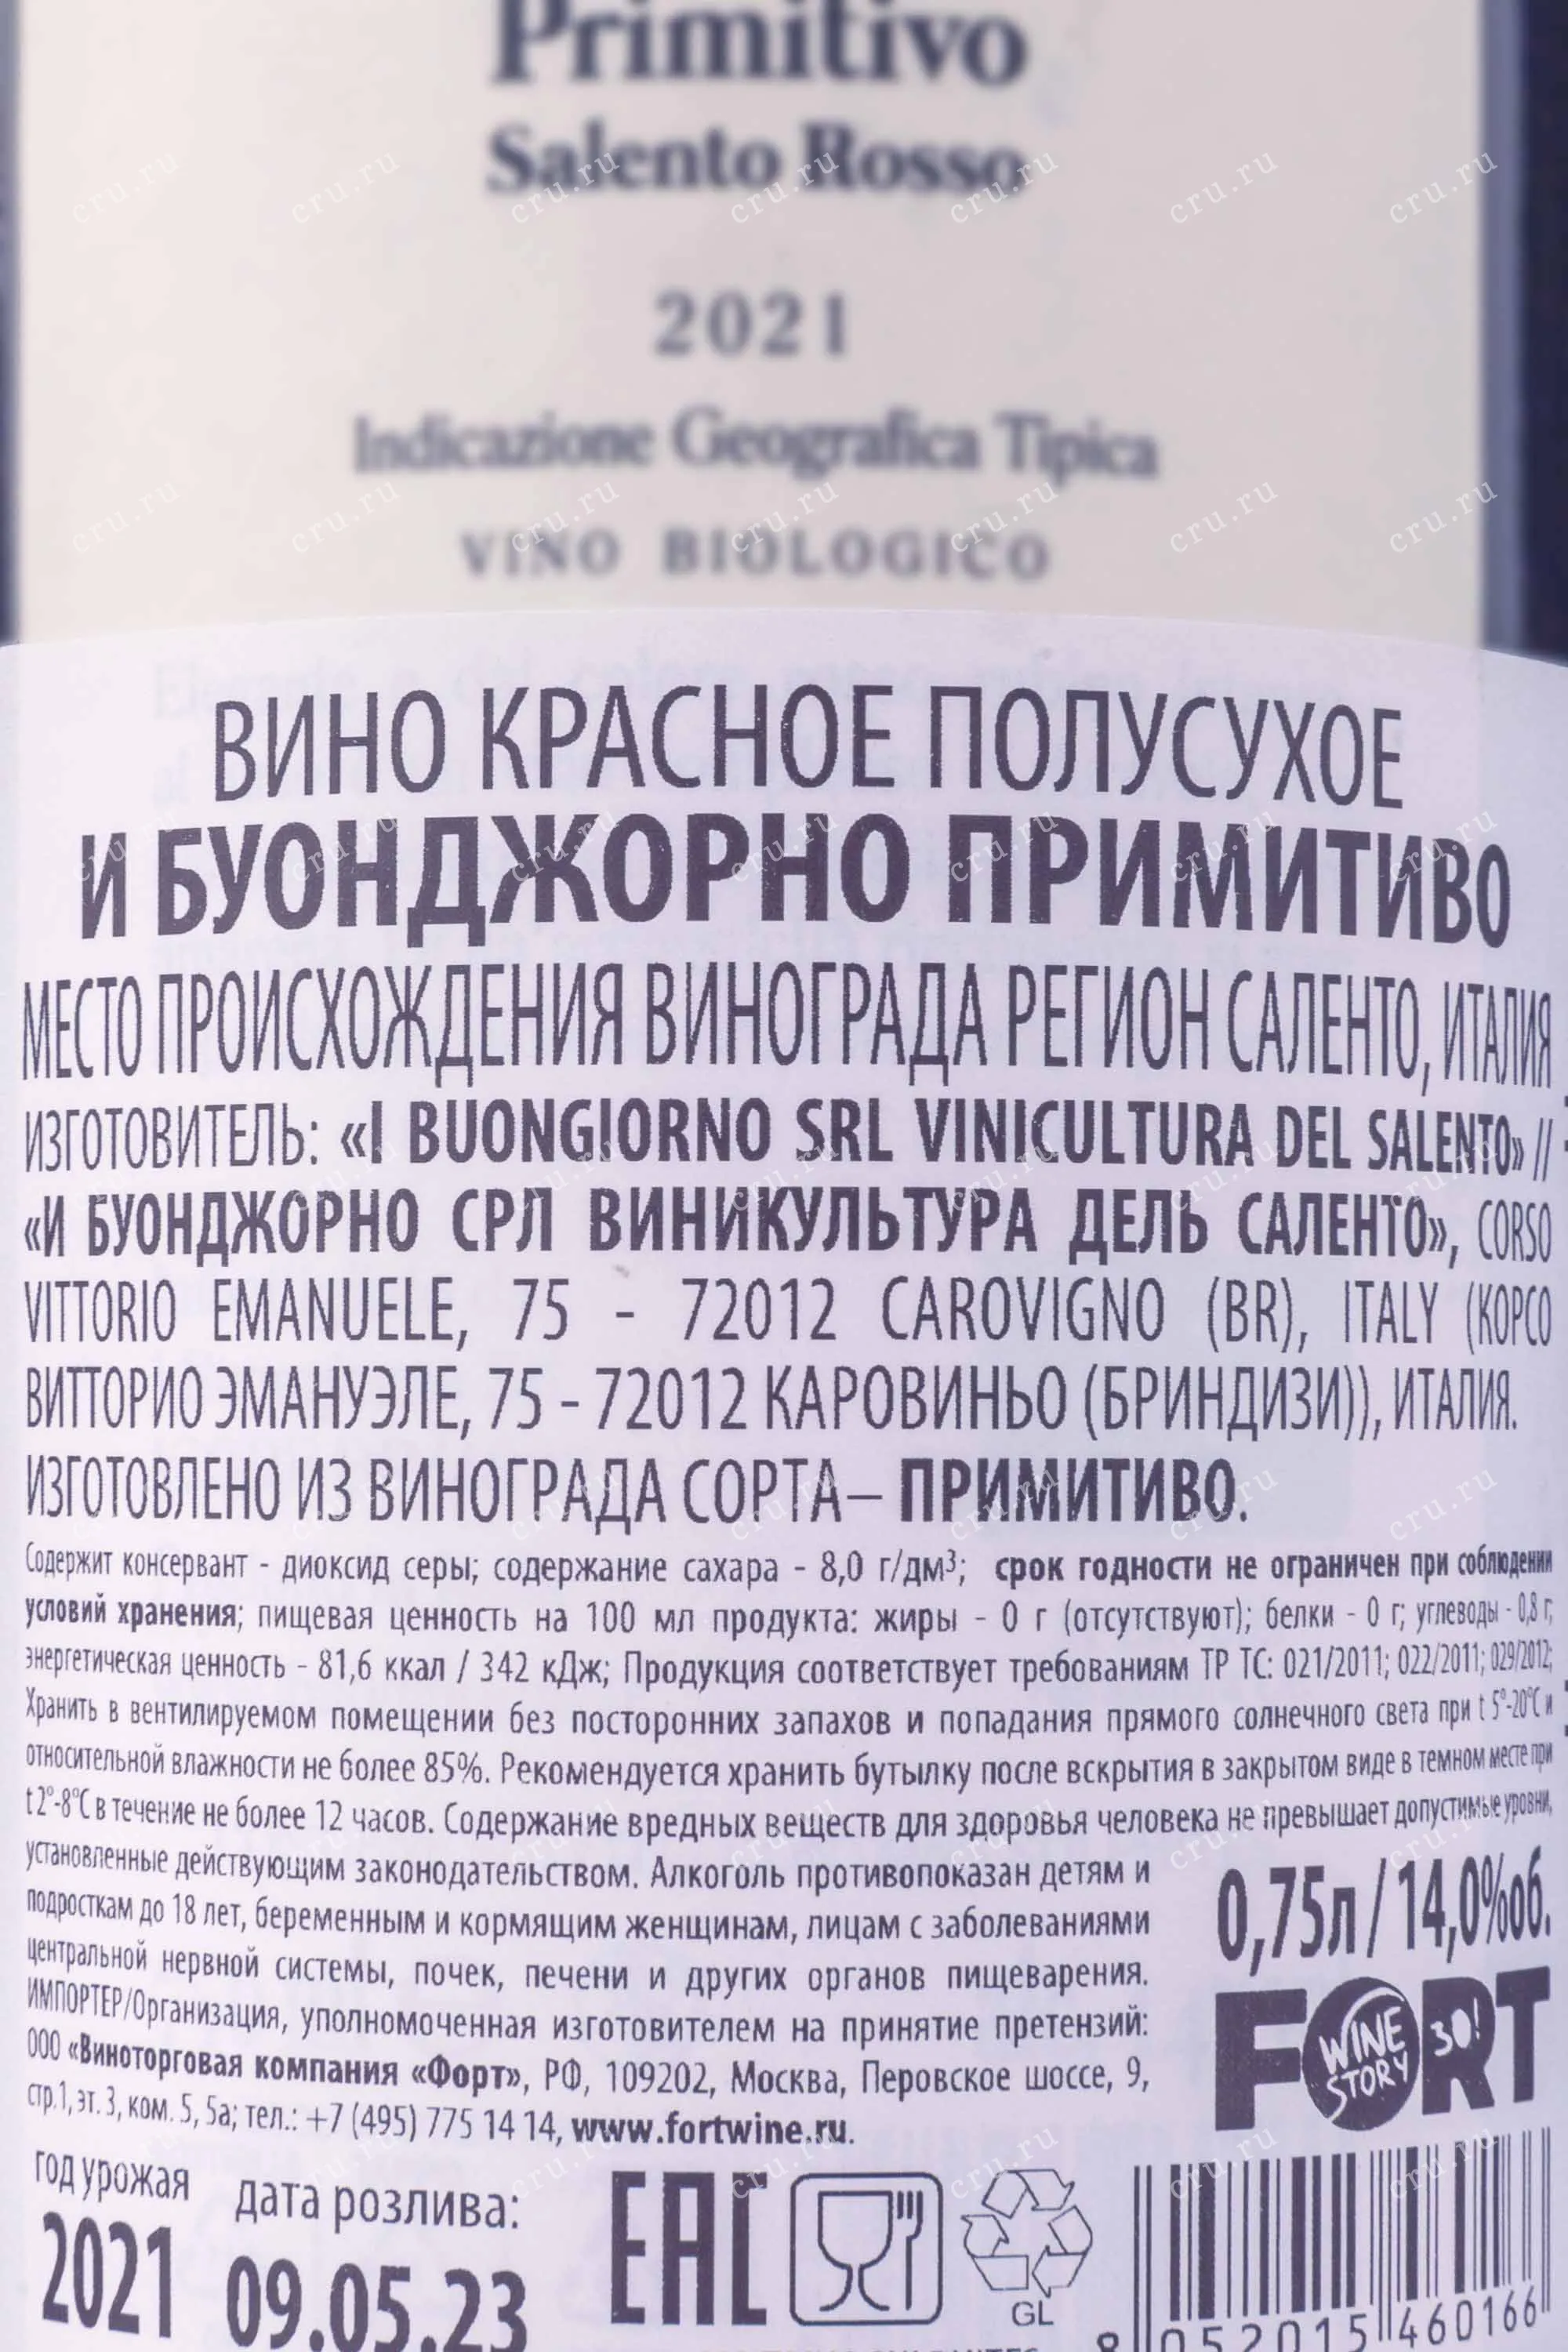 Primitivo
Salento Rosso
2021
Indicazione Geografica Tipica
VINO BIOLOGICO
ВИНО КРАСНОЕ ПОЛУСУХОЕ
И БУОНДЖОРНО ПРИМИТИВО
МЕСТО ПРОИСХОЖДЕНИЯ ВИНОГРАДА РЕГИОН САЛЕНТО, ИТАЛИЯ
ИЗГОТОВИТЕЛЬ: «I BUONGIORNO SRL VINICULTURA DEL SALENTO» //
«И БУОНДЖОРНО СРЛ ВИНИКУЛЬТУРА ДЕЛЬ САЛЕНТО», CORSO
VITTORIO EMANUELE, 75 - 72012 CAROVIGNO (BR), ITALY (КОРСО
ВИТТОРИО ЭМАНУЭЛЕ, 75 - 72012 КАРОВИНЬО (БРИНДИЗИ)), ИТАЛИЯ.
ИЗГОТОВЛЕНО ИЗ ВИНОГРАДА СОРТА– ПРИМИТИВО.
Содержит консервант - диоксид серы; содержание сахара - 8,0 г/дм³; срок годности не ограничен при соблюдении
условий хранения; пищевая ценность на 100 мл продукта: жиры - 0 г (отсутствуют); белки - 0 г; углеводы - 0,8 г;
энергетическая ценность - 81,6 ккал / 342 кДж; Продукция соответствует требованиям ТР ТС: 021/2011; 022/2011; 029/2012;
Хранить в вентилируемом помещении без посторонних запахов и попадания прямого солнечного света при t 5°-20°C и
относительной влажности не более 85%. Рекомендуется хранить бутылку после вскрытия в закрытом виде в темном месте при
t 2°-8°C в течение не более 12 часов. Содержание вредных веществ для здоровья человека не превышает допустимые уровни,
установленные действующим законодательством. Алкоголь противопоказан детям и
подросткам до 18 лет, беременным и кормящим женщинам, лицам с заболеваниями
центральной нервной системы, почек, печени и других органов пищеварения.
ИМПОРТЕР/Организация, уполномоченная изготовителем на принятие претензий:
ООО «Виноторговая компания «Форт», РФ, 109202, Москва, Перовское шоссе, 9,
стр.1, эт. 3, ком. 5, 5а; тел.: +7 (495) 775 14 14, www.fortwine.ru.
0,75л / 14,0%об.
FORT
WINE STORY
30!
год урожая
2021
дата розлива:
09.05.23
EAC
GL
8 052015 460166
cru.ru